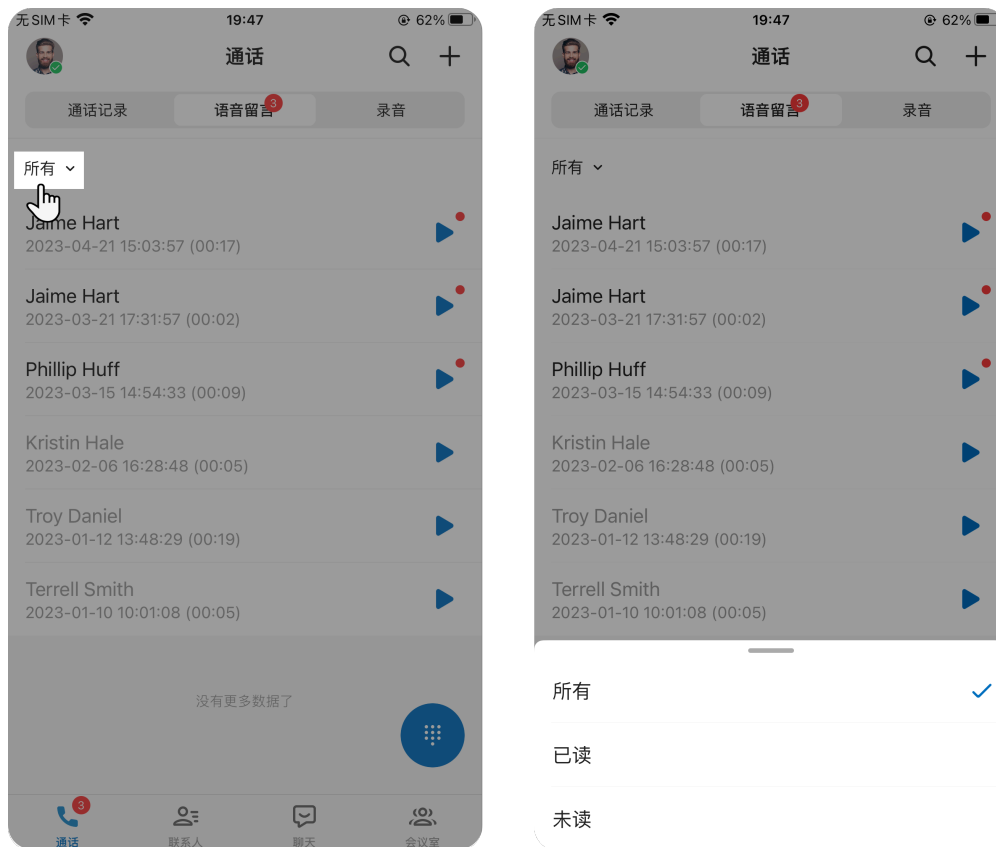 无SIM卡 19:47 62%
通话
通话记录 语音留言 3 录音
所有
Jaime Hart
2023-04-21 15:03:57 (00:17)
Jaime Hart
2023-03-21 17:31:57 (00:02)
Phillip Huff
2023-03-15 14:54:33 (00:09)
Kristin Hale
2023-02-06 16:28:48 (00:05)
Troy Daniel
2023-01-12 13:48:29 (00:19)
Terrell Smith
2023-01-10 10:01:08 (00:05)
没有更多数据了
3
通话 联系人 聊天 会议室
无SIM卡 19:47 62%
通话
通话记录 语音留言 3 录音
所有
Jaime Hart
2023-04-21 15:03:57 (00:17)
Jaime Hart
2023-03-21 17:31:57 (00:02)
Phillip Huff
2023-03-15 14:54:33 (00:09)
Kristin Hale
2023-02-06 16:28:48 (00:05)
Troy Daniel
2023-01-12 13:48:29 (00:19)
Terrell Smith
2023-01-10 10:01:08 (00:05)
所有
已读
未读